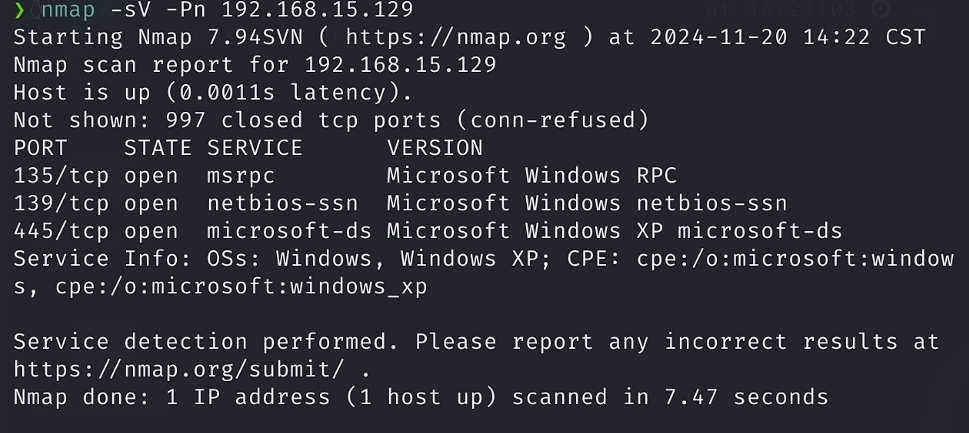 ❯ nmap -sV -Pn 192.168.15.129
at 14:21:03
Starting Nmap 7.94SVN ( https://nmap.org ) at 2024-11-20 14:22 CST
Nmap scan report for 192.168.15.129
Host is up (0.0011s latency).
Not shown: 997 closed tcp ports (conn-refused)
PORT    STATE SERVICE      VERSION
135/tcp open  msrpc        Microsoft Windows RPC
139/tcp open  netbios-ssn  Microsoft Windows netbios-ssn
445/tcp open  microsoft-ds Microsoft Windows XP microsoft-ds
Service Info: OSs: Windows, Windows XP; CPE: cpe:/o:microsoft:window
s, cpe:/o:microsoft:windows_xp
Service detection performed. Please report any incorrect results at
https://nmap.org/submit/ .
Nmap done: 1 IP address (1 host up) scanned in 7.47 seconds